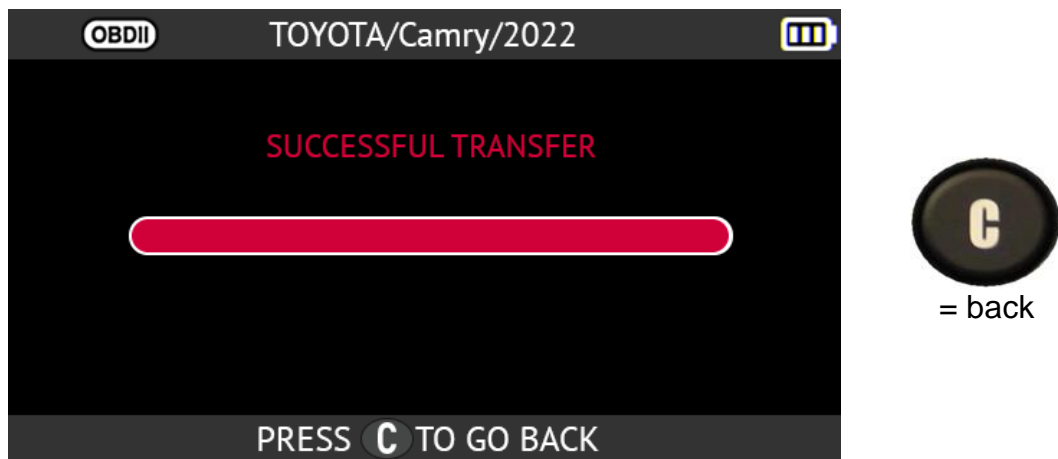 OBDII TOYOTA/Camry/2022
SUCCESSFUL TRANSFER
C
= back
PRESS C TO GO BACK